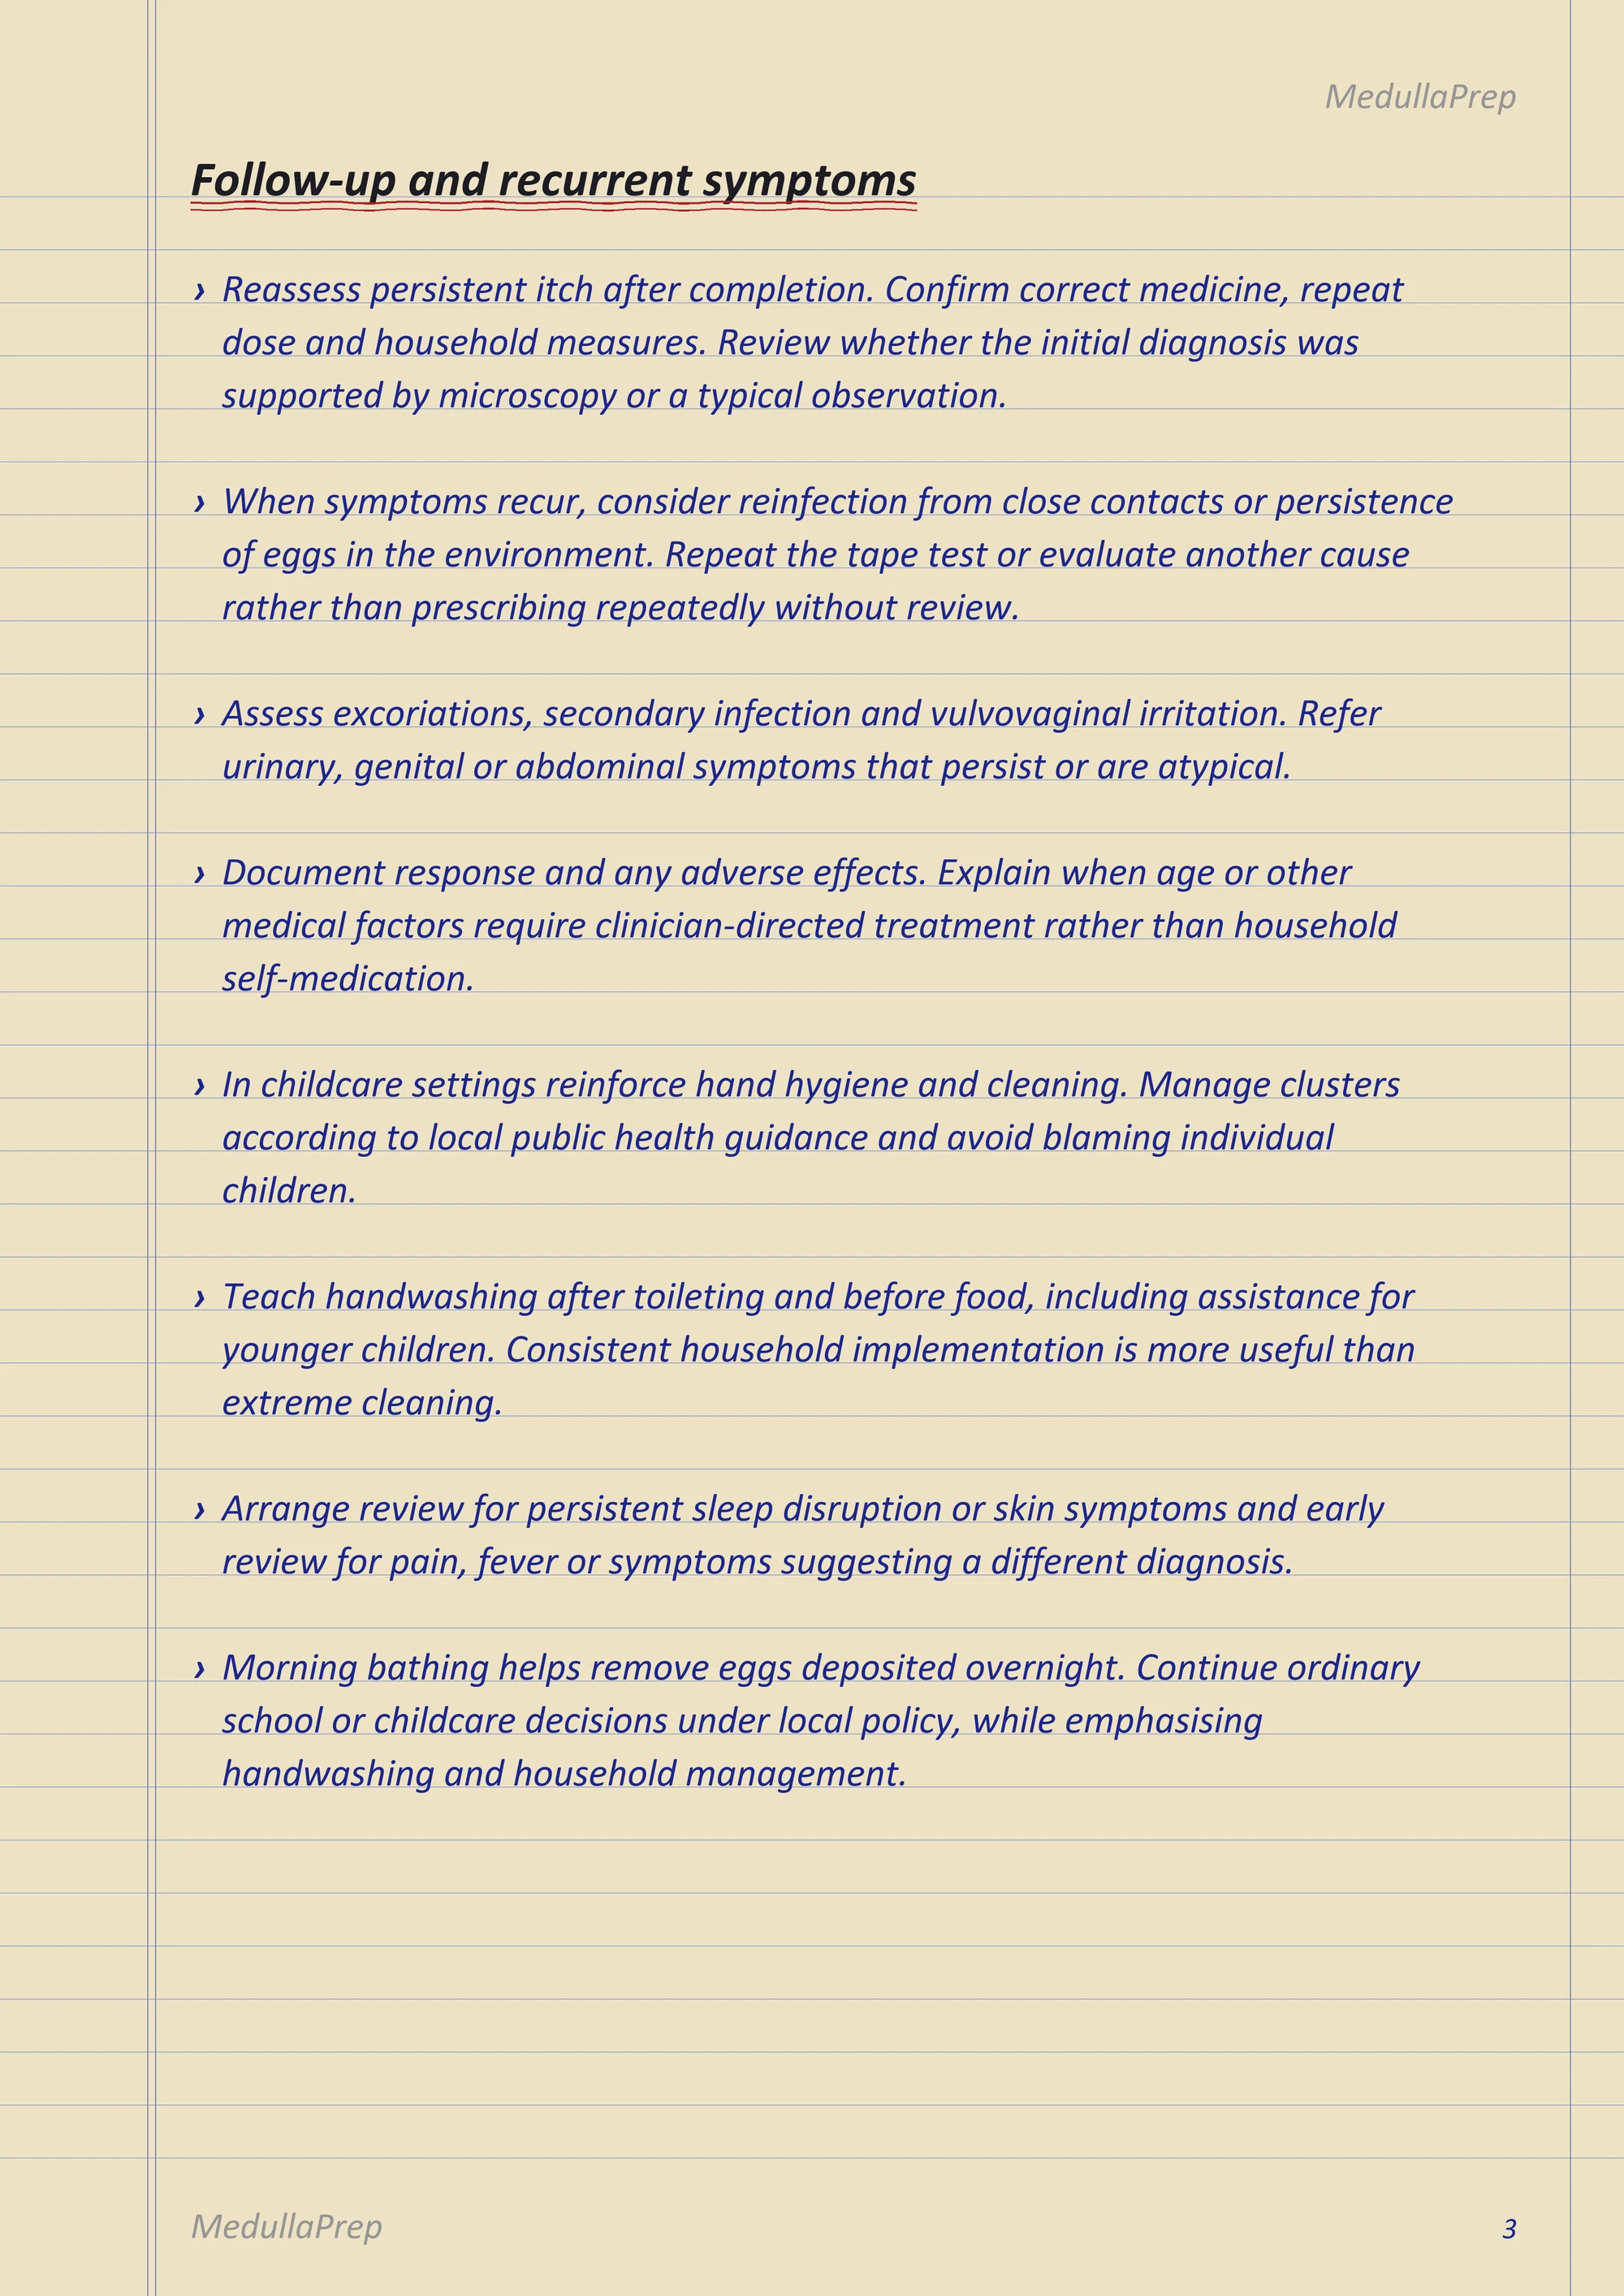 MedullaPrep
Follow-up and recurrent symptoms
› Reassess persistent itch after completion. Confirm correct medicine, repeat
dose and household measures. Review whether the initial diagnosis was
supported by microscopy or a typical observation.
› When symptoms recur, consider reinfection from close contacts or persistence
of eggs in the environment. Repeat the tape test or evaluate another cause
rather than prescribing repeatedly without review.
› Assess excoriations, secondary infection and vulvovaginal irritation. Refer
urinary, genital or abdominal symptoms that persist or are atypical.
› Document response and any adverse effects. Explain when age or other
medical factors require clinician-directed treatment rather than household
self-medication.
› In childcare settings reinforce hand hygiene and cleaning. Manage clusters
according to local public health guidance and avoid blaming individual
children.
› Teach handwashing after toileting and before food, including assistance for
younger children. Consistent household implementation is more useful than
extreme cleaning.
› Arrange review for persistent sleep disruption or skin symptoms and early
review for pain, fever or symptoms suggesting a different diagnosis.
› Morning bathing helps remove eggs deposited overnight. Continue ordinary
school or childcare decisions under local policy, while emphasising
handwashing and household management.
MedullaPrep
3